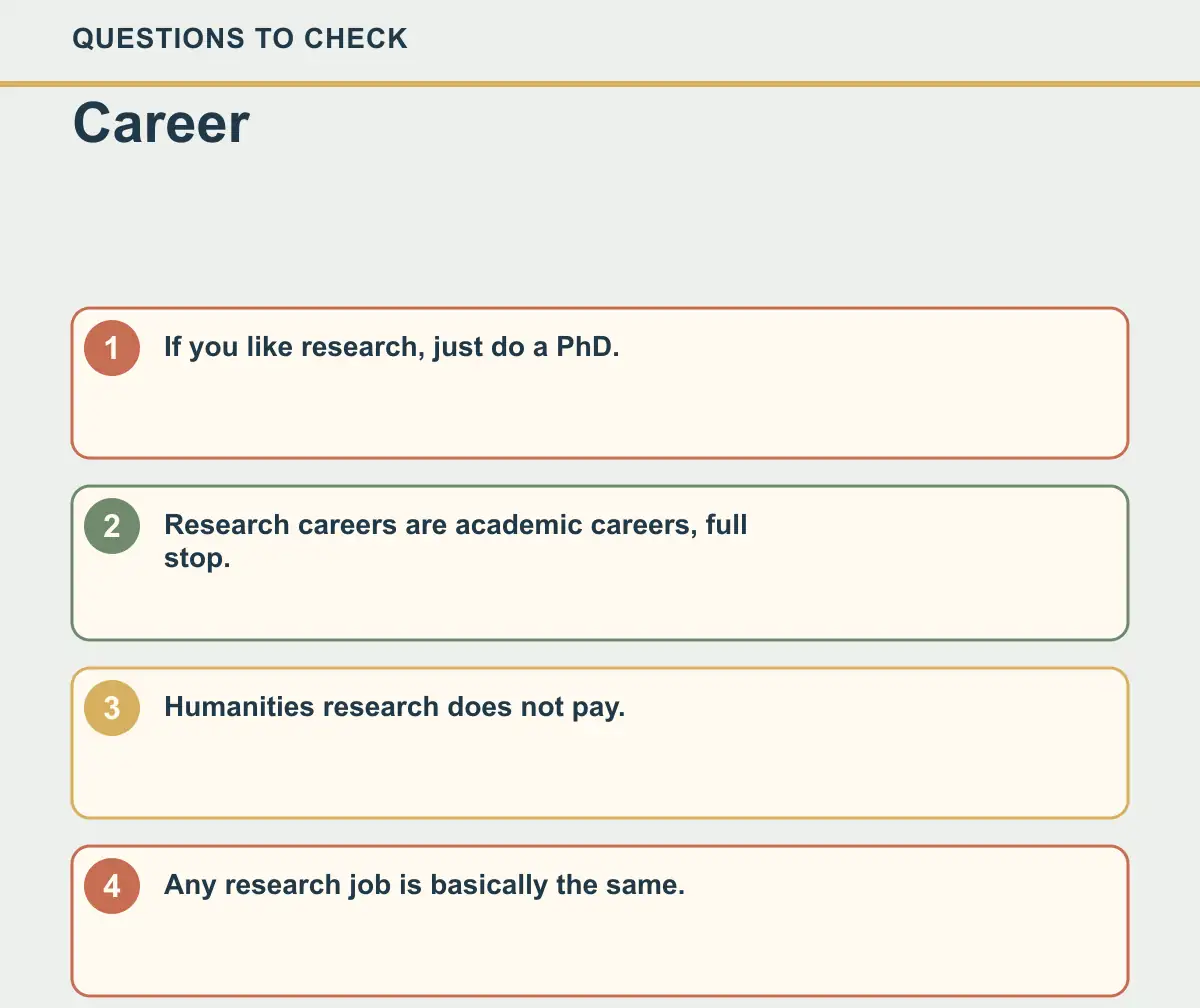 QUESTIONS TO CHECK
Career
1
If you like research, just do a PhD.
2
Research careers are academic careers, full
stop.
3
Humanities research does not pay.
4
Any research job is basically the same.